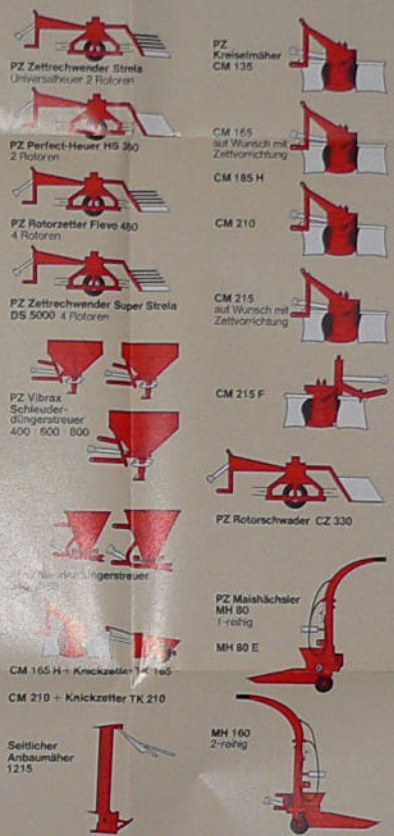 PZ Zettrechwender Strela
Universalheuer 2 Rotoren
PZ Perfect-Heuer HS 360
2 Rotoren
PZ Rotorzetter Flevo 480
4 Rotoren
PZ Zettrechwender Super Strela
DS 5000 4 Rotoren
PZ Vibrax
Schleuder-
düngerstreuer
400 · 600 · 800
CM 165 H + Knickzetter TK 165
CM 210 + Knickzetter TK 210
Seitlicher
Anbaumäher
1215
PZ
Kreiselmäher
CM 135
CM 165
auf Wunsch mit
Zettvorrichtung
CM 185 H
CM 210
CM 215
auf Wunsch mit
Zettvorrichtung
CM 215 F
PZ Rotorschwader CZ 330
PZ Maishächsler
MH 80
1-reihig
MH 80 E
MH 160
2-reihig